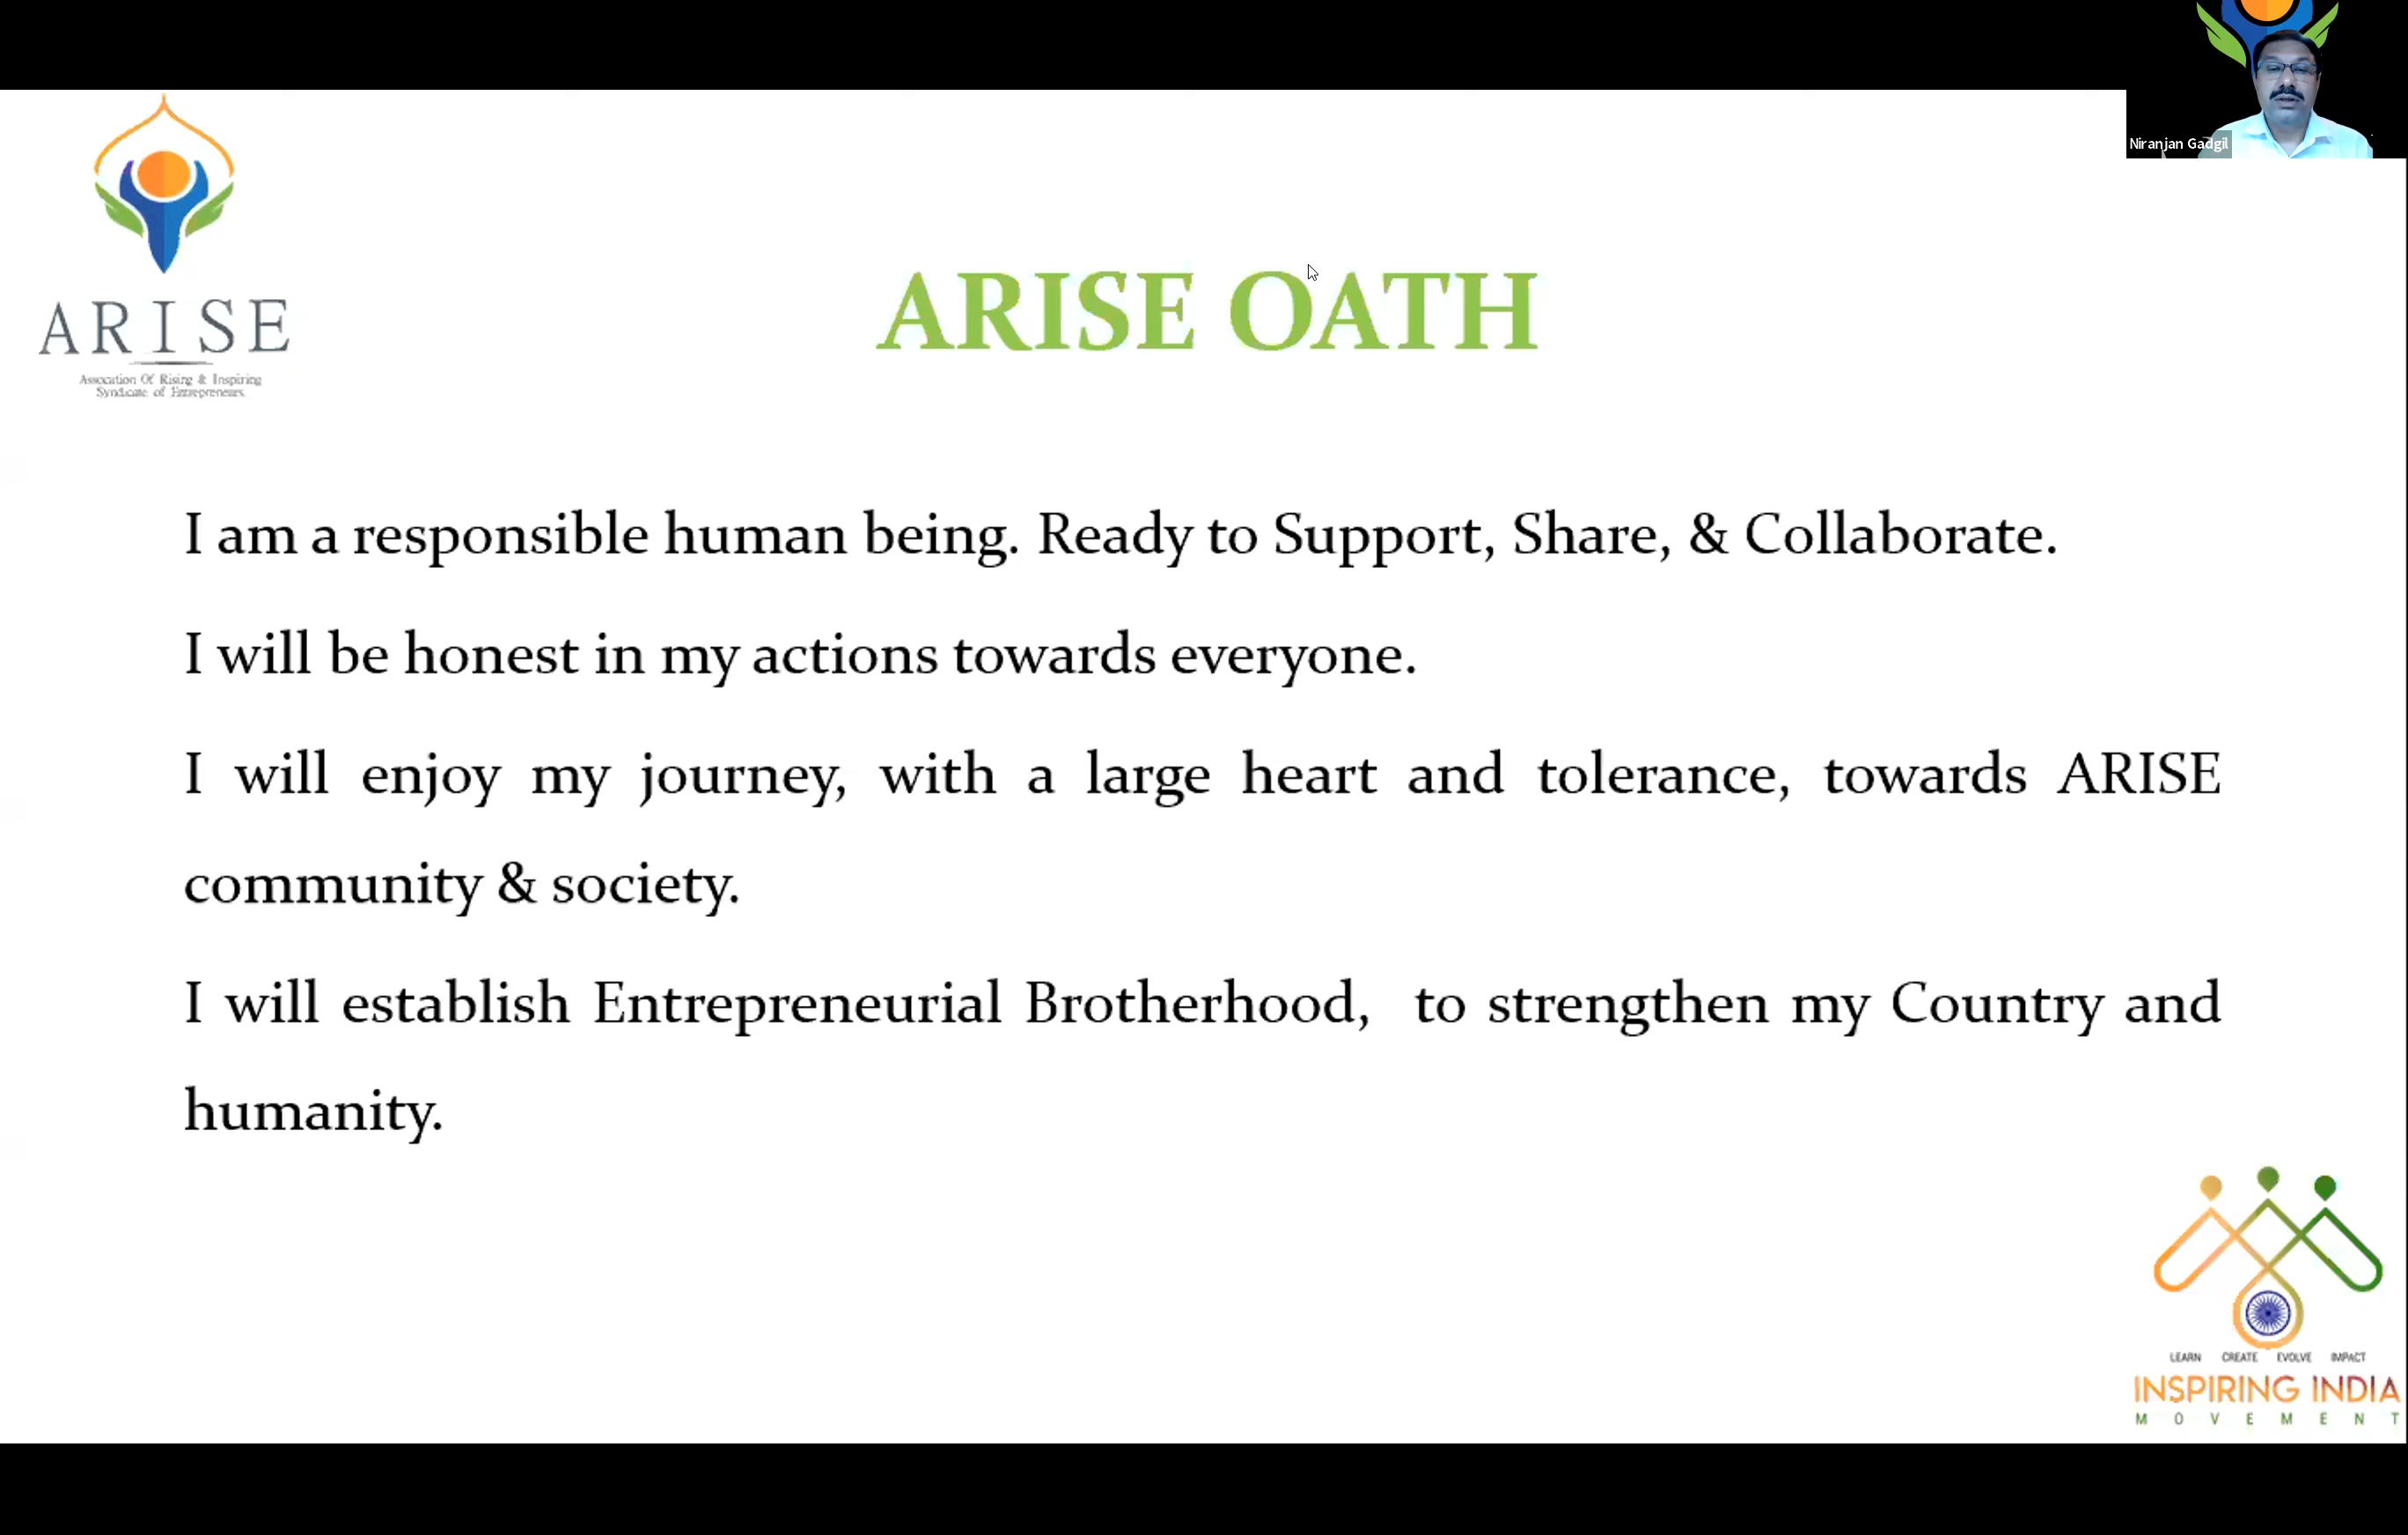 Niranjan Gadgil
ARISE
Association Of Rising & Inspiring
Syndicate of Entrepreneurs
ARISE OATH
I am a responsible human being. Ready to Support, Share, & Collaborate.
I will be honest in my actions towards everyone.
I will enjoy my journey, with a large heart and tolerance, towards ARISE
community & society.
I will establish Entrepreneurial Brotherhood, to strengthen my Country and
humanity.
LEARN CREATE EVOLVE IMPACT
INSPIRING INDIA
MOVEMENT